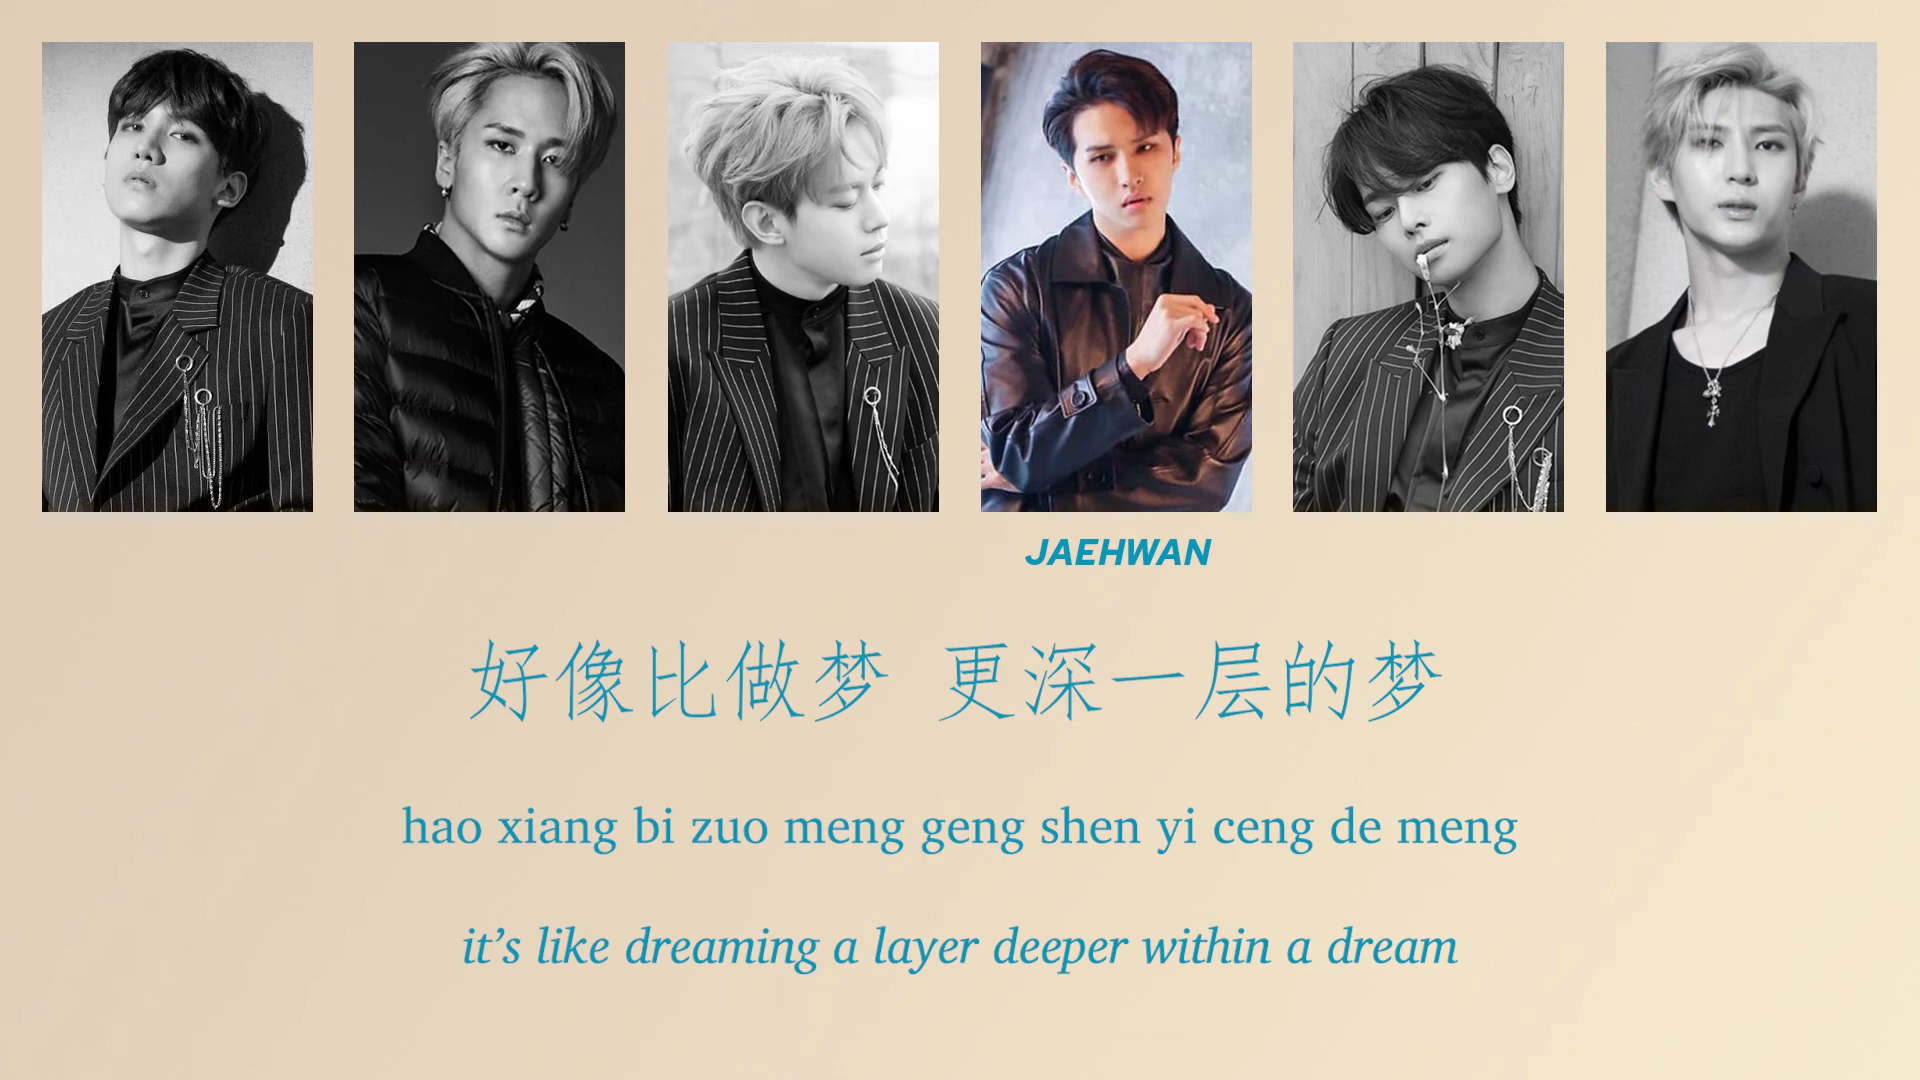 JAEHWAN
好像比做梦 更深一层的梦
hao xiang bi zuo meng geng shen yi ceng de meng
it’s like dreaming a layer deeper within a dream